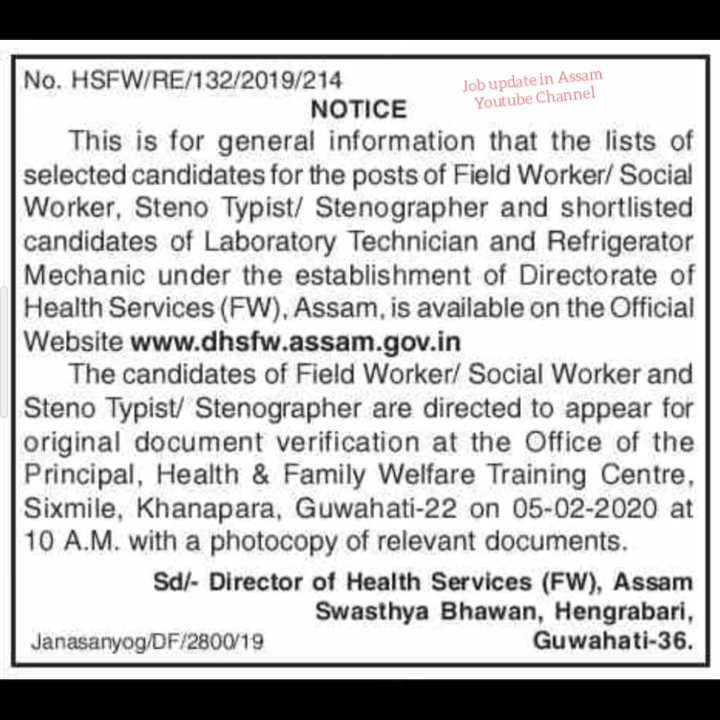 No. HSFW/RE/132/2019/214
Job update in Assam
Youtube Channel
NOTICE
This is for general information that the lists of
selected candidates for the posts of Field Worker/ Social
Worker, Steno Typist/ Stenographer and shortlisted
candidates of Laboratory Technician and Refrigerator
Mechanic under the establishment of Directorate of
Health Services (FW), Assam, is available on the Official
Website www.dhsfw.assam.gov.in
The candidates of Field Worker/ Social Worker and
Steno Typist/ Stenographer are directed to appear for
original document verification at the Office of the
Principal, Health & Family Welfare Training Centre,
Sixmile, Khanapara, Guwahati-22 on 05-02-2020 at
10 A.M. with a photocopy of relevant documents.
Sd/- Director of Health Services (FW), Assam
Swasthya Bhawan, Hengrabari,
Janasanyog/DF/2800/19 Guwahati-36.